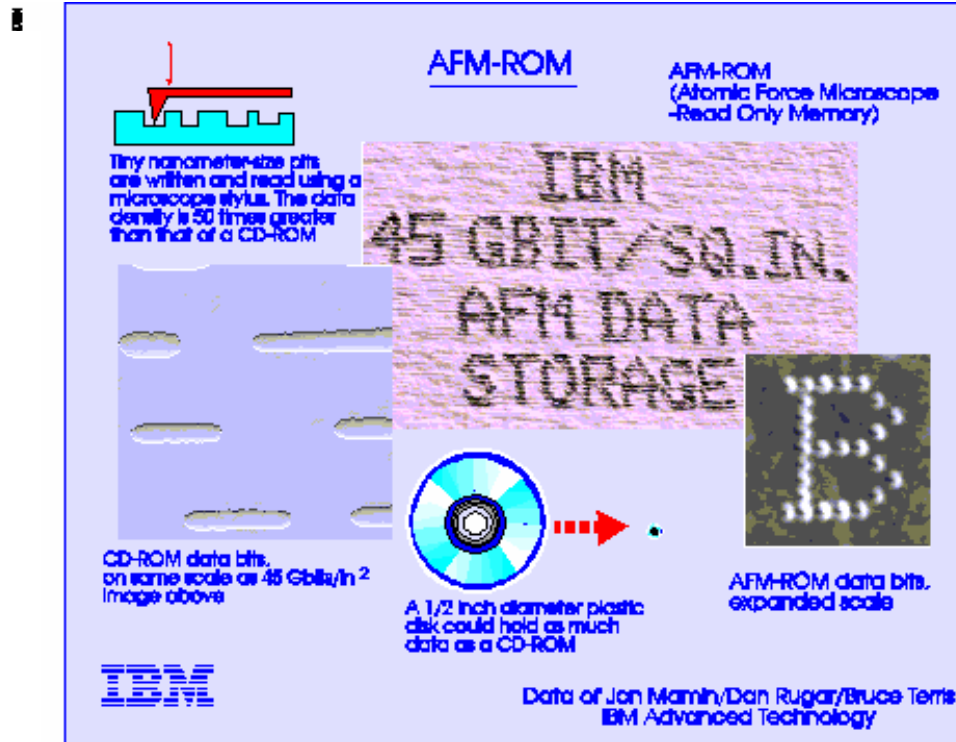 AFM-ROM
AFM-ROM
(Atomic Force Microscope
-Read Only Memory)
Tiny nanometer-size pits
are written and read using a
microscope stylus. The data
density is 50 times greater
than that of a CD-ROM
IBM
45 GBIT/SQ.IN.
AFM DATA
STORAGE
B
CD-ROM data bits,
on same scale as 45 Gbits/in 2
image above
A 1/2 inch diameter plastic
disk could hold as much
data as a CD-ROM
AFM-ROM data bits,
expanded scale
IBM
Data of Jon Mamin/Dan Rugar/Bruce Terris
IBM Advanced Technology